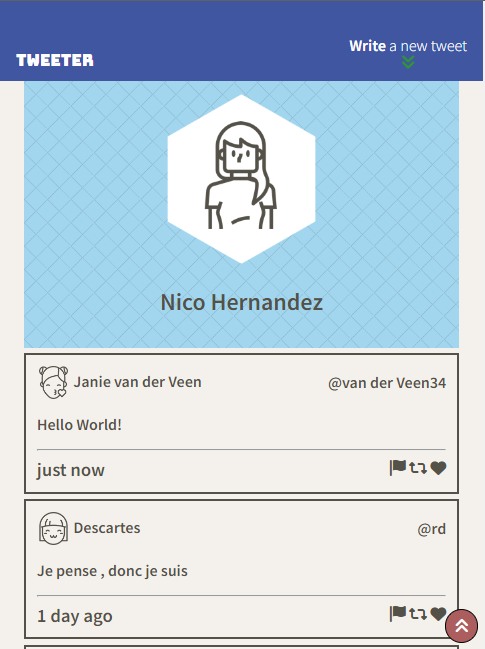 Write a new tweet
TWEETER
Nico Hernandez
Janie van der Veen @van der Veen34
Hello World!
just now
Descartes @rd
Je pense , donc je suis
1 day ago